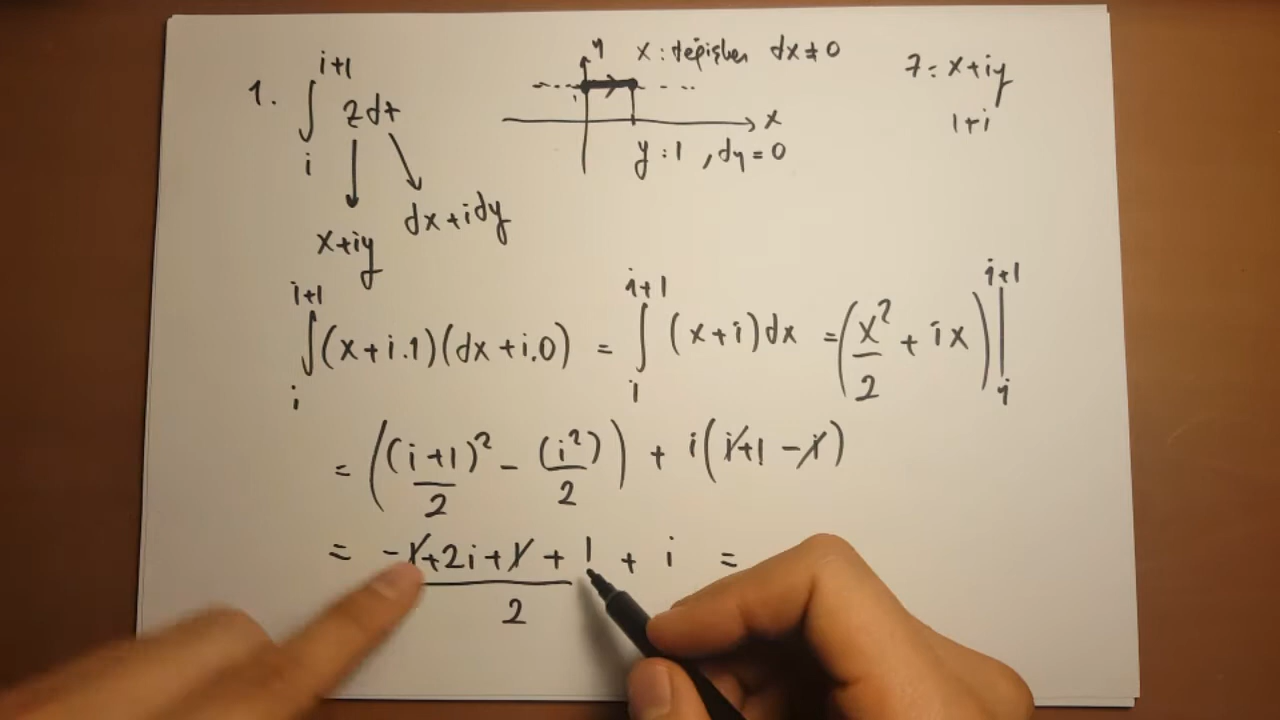 1. ∫_i^{i+1} z dz
y x : değişken dx ≠ 0 x
y : 1 , dy = 0
z = x+iy
1+i
x+iy dx+idy
∫_i^{i+1} (x+i.1)(dx+i.0) = ∫_i^{i+1} (x+i)dx = (x²/2 + ix)|_i^{i+1}
= ((i+1)²/2 - (i²)/2) + i(i+1-i)
= (-1+2i+1+1)/2 + i =